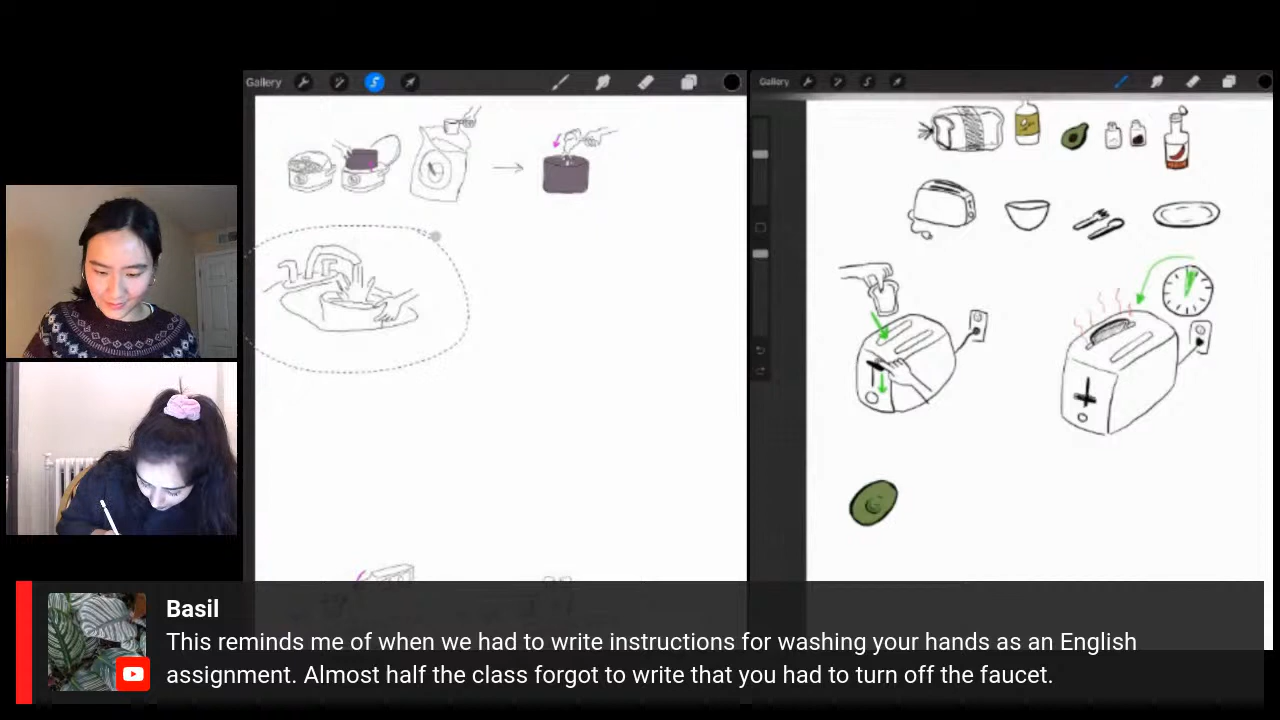 Gallery
Gallery
Basil
This reminds me of when we had to write instructions for washing your hands as an English
assignment. Almost half the class forgot to write that you had to turn off the faucet.